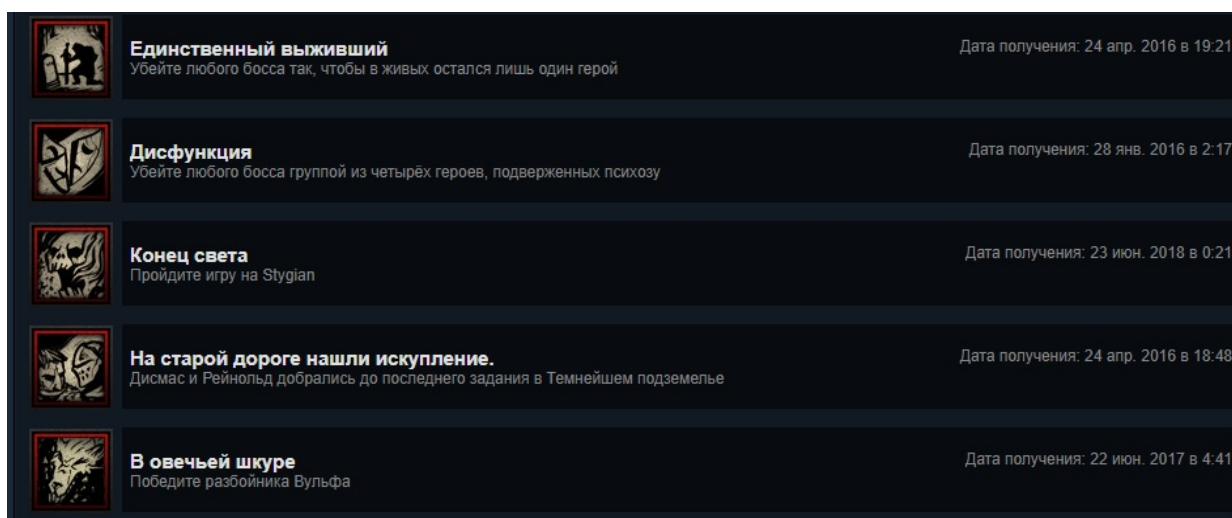 Единственный выживший
Убейте любого босса так, чтобы в живых остался лишь один герой
Дата получения: 24 апр. 2016 в 19:21
Дисфункция
Убейте любого босса группой из четырёх героев, подверженных психозу
Дата получения: 28 янв. 2016 в 2:17
Конец света
Пройдите игру на Stygian
Дата получения: 23 июн. 2018 в 0:21
На старой дороге нашли искупление.
Дисмас и Рейнольд добрались до последнего задания в Темнейшем подземелье
Дата получения: 24 апр. 2016 в 18:48
В овечьей шкуре
Победите разбойника Вульфа
Дата получения: 22 июн. 2017 в 4:41